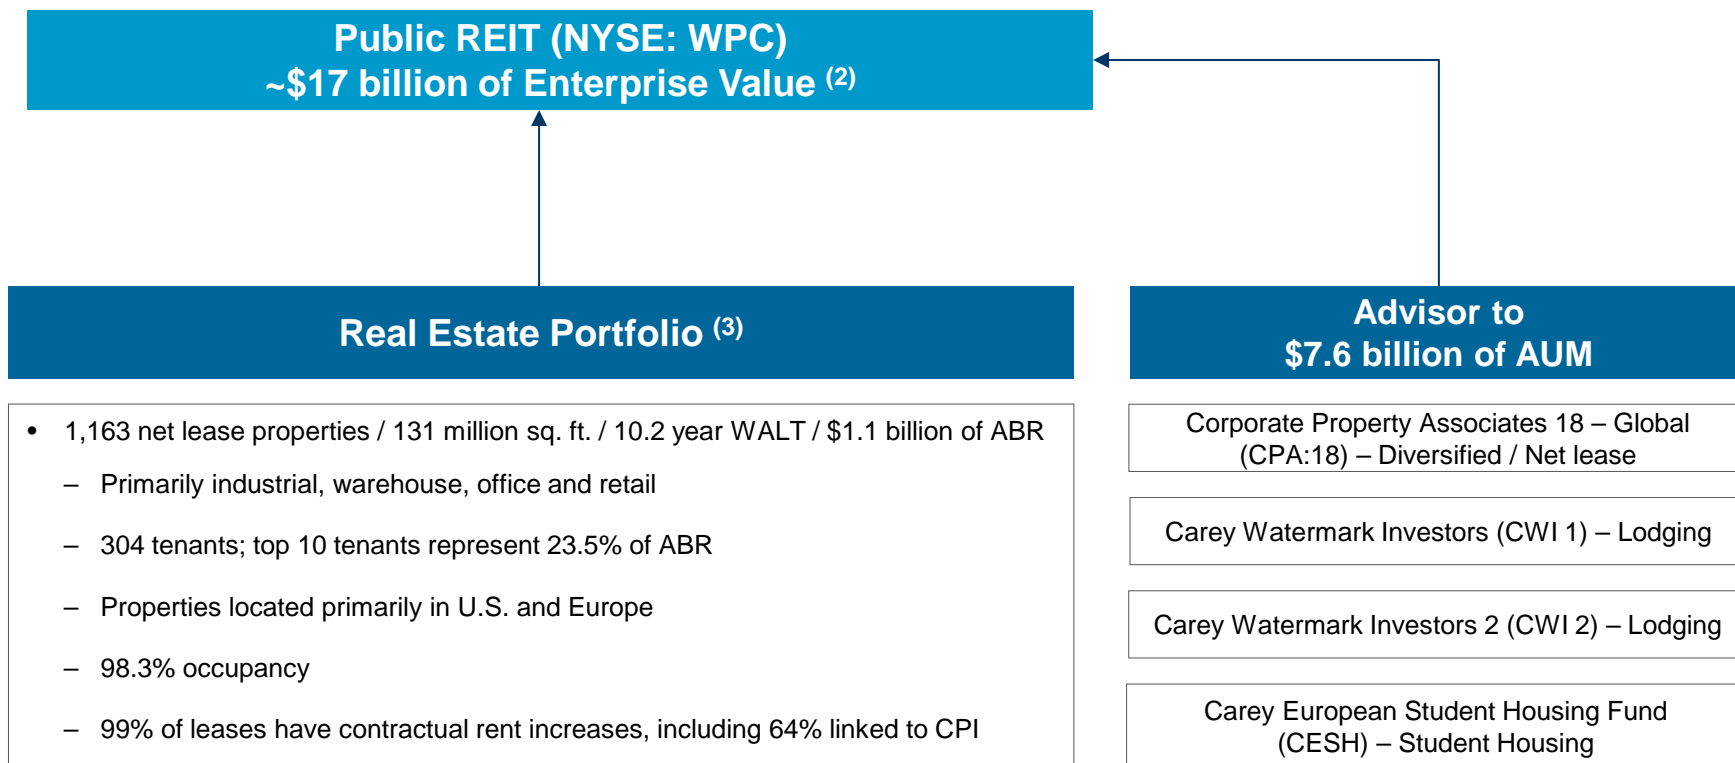 Public REIT (NYSE: WPC)
~$17 billion of Enterprise Value (2)
Real Estate Portfolio (3)
• 1,163 net lease properties / 131 million sq. ft. / 10.2 year WALT / $1.1 billion of ABR
– Primarily industrial, warehouse, office and retail
– 304 tenants; top 10 tenants represent 23.5% of ABR
– Properties located primarily in U.S. and Europe
– 98.3% occupancy
– 99% of leases have contractual rent increases, including 64% linked to CPI
Advisor to
$7.6 billion of AUM
Corporate Property Associates 18 – Global
(CPA:18) – Diversified / Net lease
Carey Watermark Investors (CWI 1) – Lodging
Carey Watermark Investors 2 (CWI 2) – Lodging
Carey European Student Housing Fund
(CESH) – Student Housing